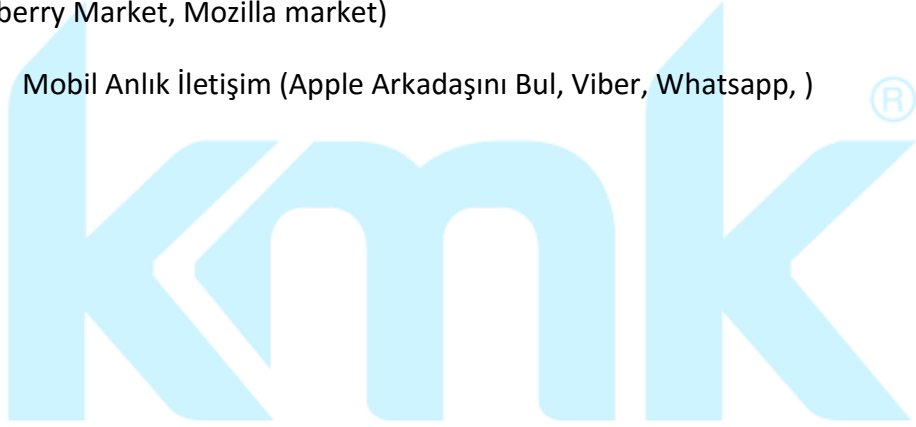 berry Market, Mozilla market)
Mobil Anlık İletişim (Apple Arkadaşını Bul, Viber, Whatsapp, )
kmk®